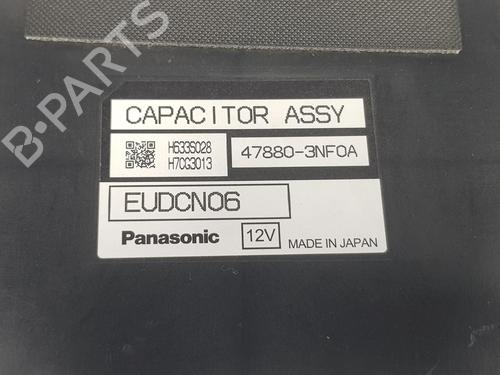 CAPACITOR ASSY
H633S028
H7CG3013
47880-3NF0A
EUDCN06
Panasonic 12V MADE IN JAPAN
B-PARTS